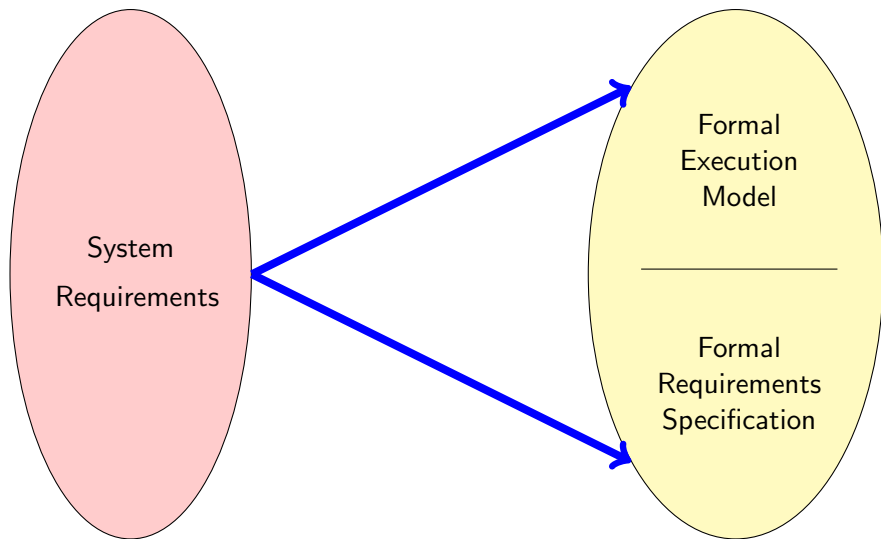 System
Requirements
Formal
Execution
Model
Formal
Requirements
Specification